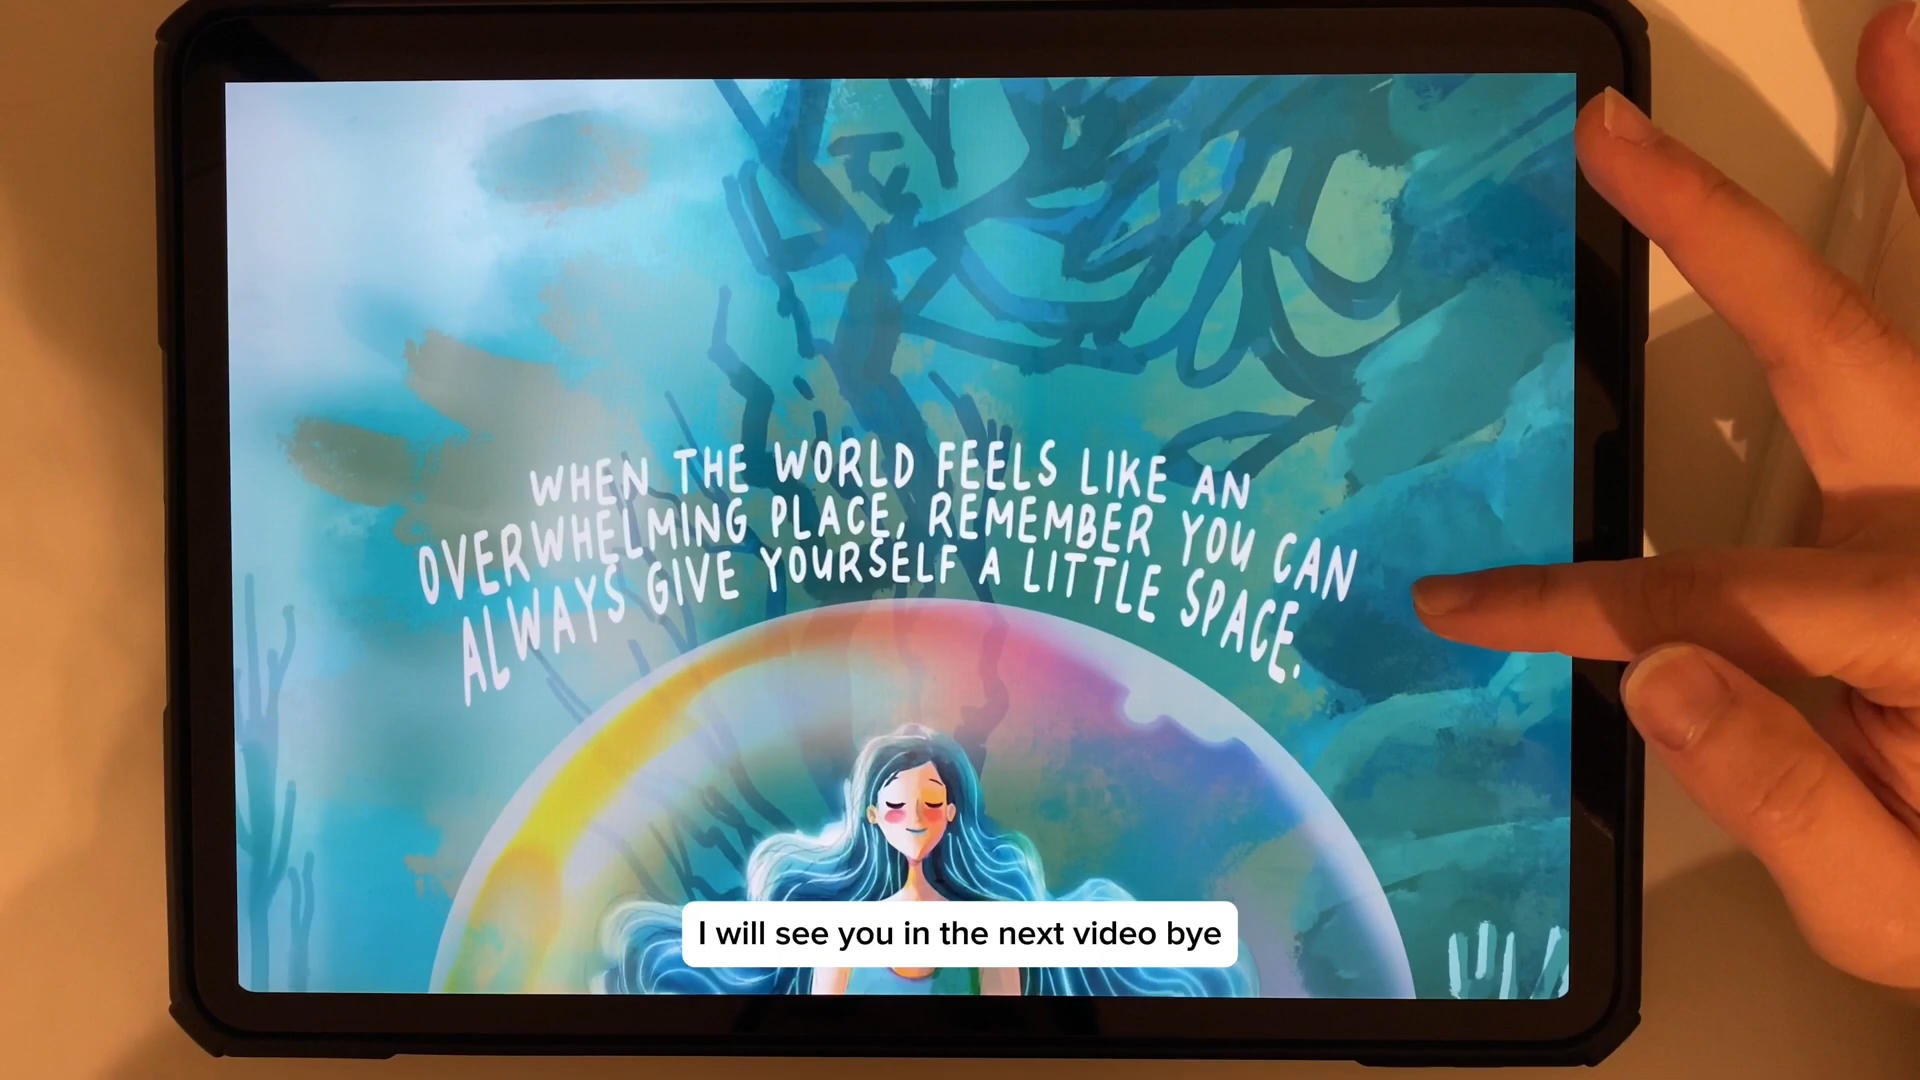 WHEN THE WORLD FEELS LIKE AN
OVERWHELMING PLACE, REMEMBER YOU CAN
ALWAYS GIVE YOURSELF A LITTLE SPACE.
I will see you in the next video bye